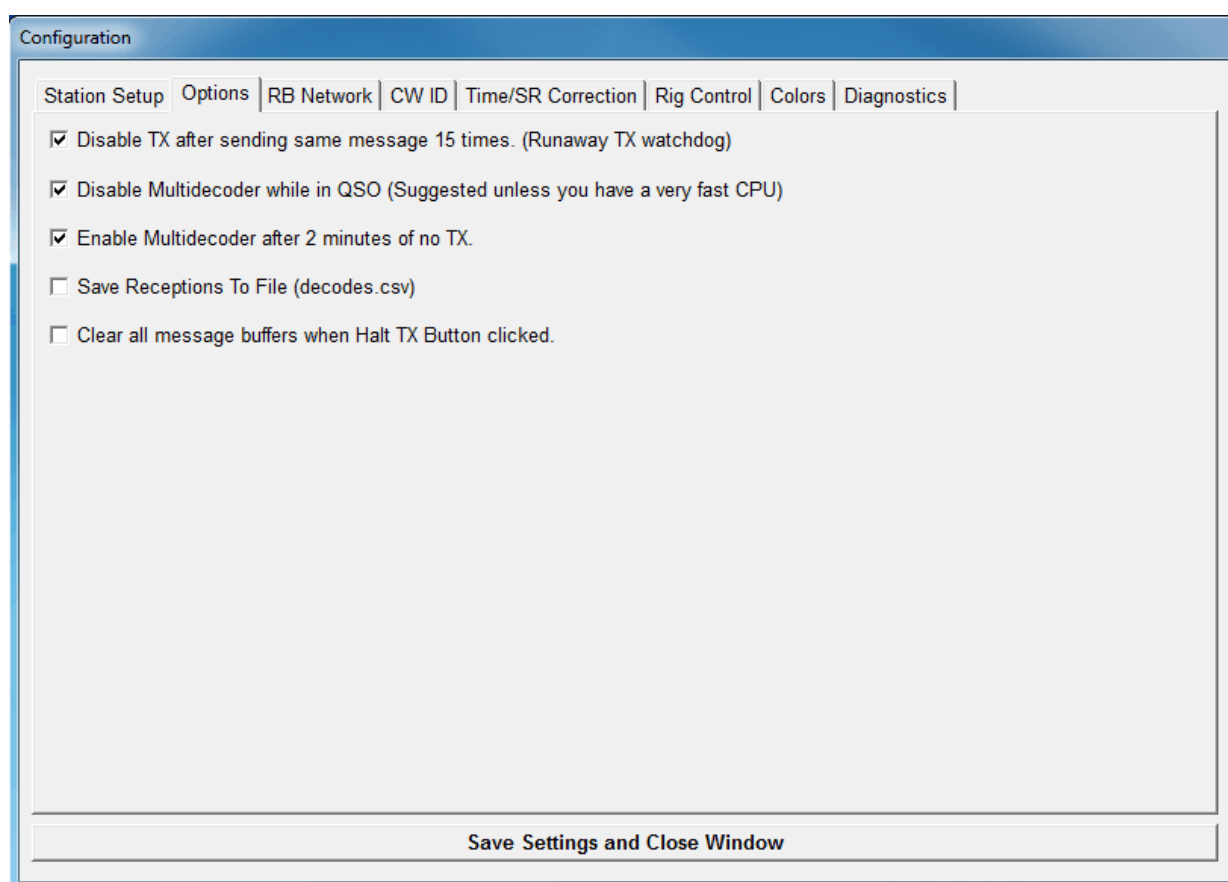 Configuration
Station Setup Options RB Network CW ID Time/SR Correction Rig Control Colors Diagnostics
Disable TX after sending same message 15 times. (Runaway TX watchdog)
Disable Multidecoder while in QSO (Suggested unless you have a very fast CPU)
Enable Multidecoder after 2 minutes of no TX.
Save Receptions To File (decodes.csv)
Clear all message buffers when Halt TX Button clicked.
Save Settings and Close Window